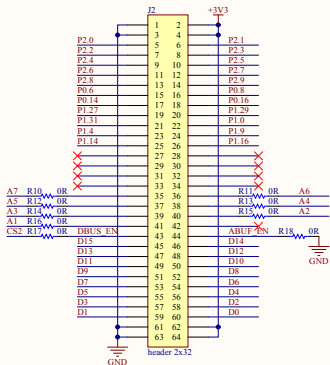 J2 +3V3
1 2
3 4
P2.0 5 6 P2.1
P2.2 7 8 P2.3
P2.4 9 10 P2.5
P2.6 11 12 P2.7
P2.8 13 14 P2.9
P0.6 15 16 P0.8
P0.14 17 18 P0.16
P1.27 19 20 P1.29
P1.31 21 22 P1.0
P1.4 23 24 P1.9
P1.14 25 26 P1.16
27 28
29 30
31 32
33 34
A7 R10 0R 35 36 R11 0R A6
A5 R12 0R 37 38 R13 0R A4
A3 R14 0R 39 40 R15 0R A2
A1 R16 0R 41 42
CS2 R17 0R DBUS_EN 43 44 ABUF_EN R18 0R
D15 45 46 D14
D13 47 48 D12
D11 49 50 D10
D9 51 52 D8
D7 53 54 D6
D5 55 56 D4
D3 57 58 D2
D1 59 60 D0
61 62
63 64
GND
header 2x32
GND